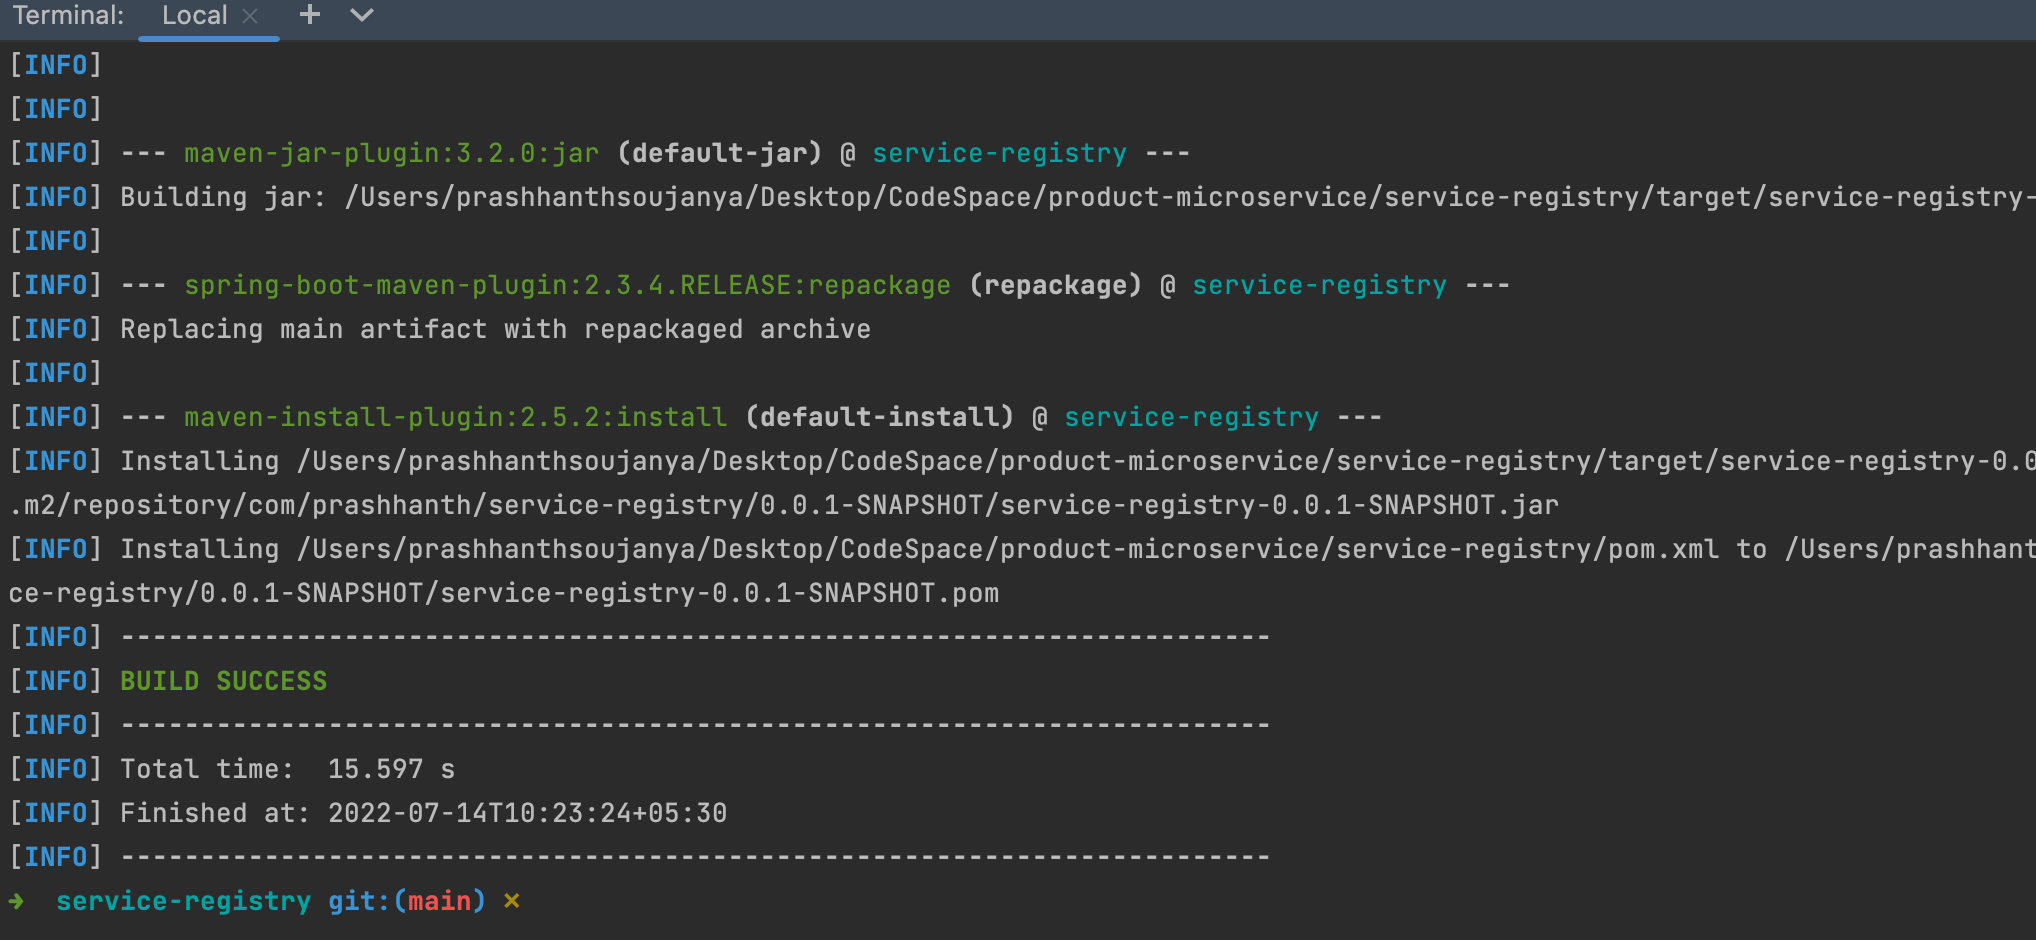 Terminal: Local × + ⌄
[INFO]
[INFO]
[INFO] --- maven-jar-plugin:3.2.0:jar (default-jar) @ service-registry ---
[INFO] Building jar: /Users/prashhanthsoujanya/Desktop/CodeSpace/product-microservice/service-registry/target/service-registry-
[INFO]
[INFO] --- spring-boot-maven-plugin:2.3.4.RELEASE:repackage (repackage) @ service-registry ---
[INFO] Replacing main artifact with repackaged archive
[INFO]
[INFO] --- maven-install-plugin:2.5.2:install (default-install) @ service-registry ---
[INFO] Installing /Users/prashhanthsoujanya/Desktop/CodeSpace/product-microservice/service-registry/target/service-registry-0.0
.m2/repository/com/prashhanth/service-registry/0.0.1-SNAPSHOT/service-registry-0.0.1-SNAPSHOT.jar
[INFO] Installing /Users/prashhanthsoujanya/Desktop/CodeSpace/product-microservice/service-registry/pom.xml to /Users/prashhant
ce-registry/0.0.1-SNAPSHOT/service-registry-0.0.1-SNAPSHOT.pom
[INFO] ------------------------------------------------------------------------
[INFO] BUILD SUCCESS
[INFO] ------------------------------------------------------------------------
[INFO] Total time:  15.597 s
[INFO] Finished at: 2022-07-14T10:23:24+05:30
[INFO] ------------------------------------------------------------------------
➜  service-registry git:(main) ✗